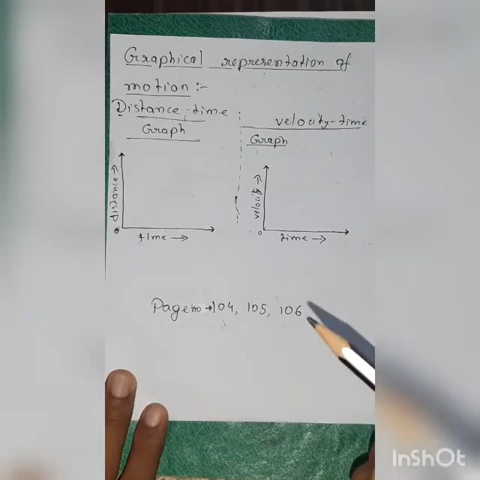 Graphical representation of
motion:-
Distance-time
Graph
velocity-time
Graph
distance →
0
time →
velocity →
0
time →
Page no → 104, 105, 106
InShOt